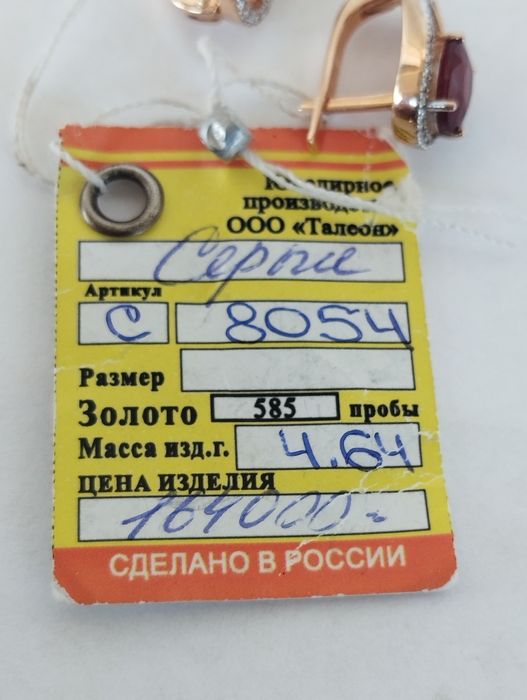 Ювелирное
производство
ООО «Талеон»
Серьги
Артикул
С 8054
Размер
Золото 585 пробы
Масса изд.г. 4.64
ЦЕНА ИЗДЕЛИЯ
164000=
СДЕЛАНО В РОССИИ